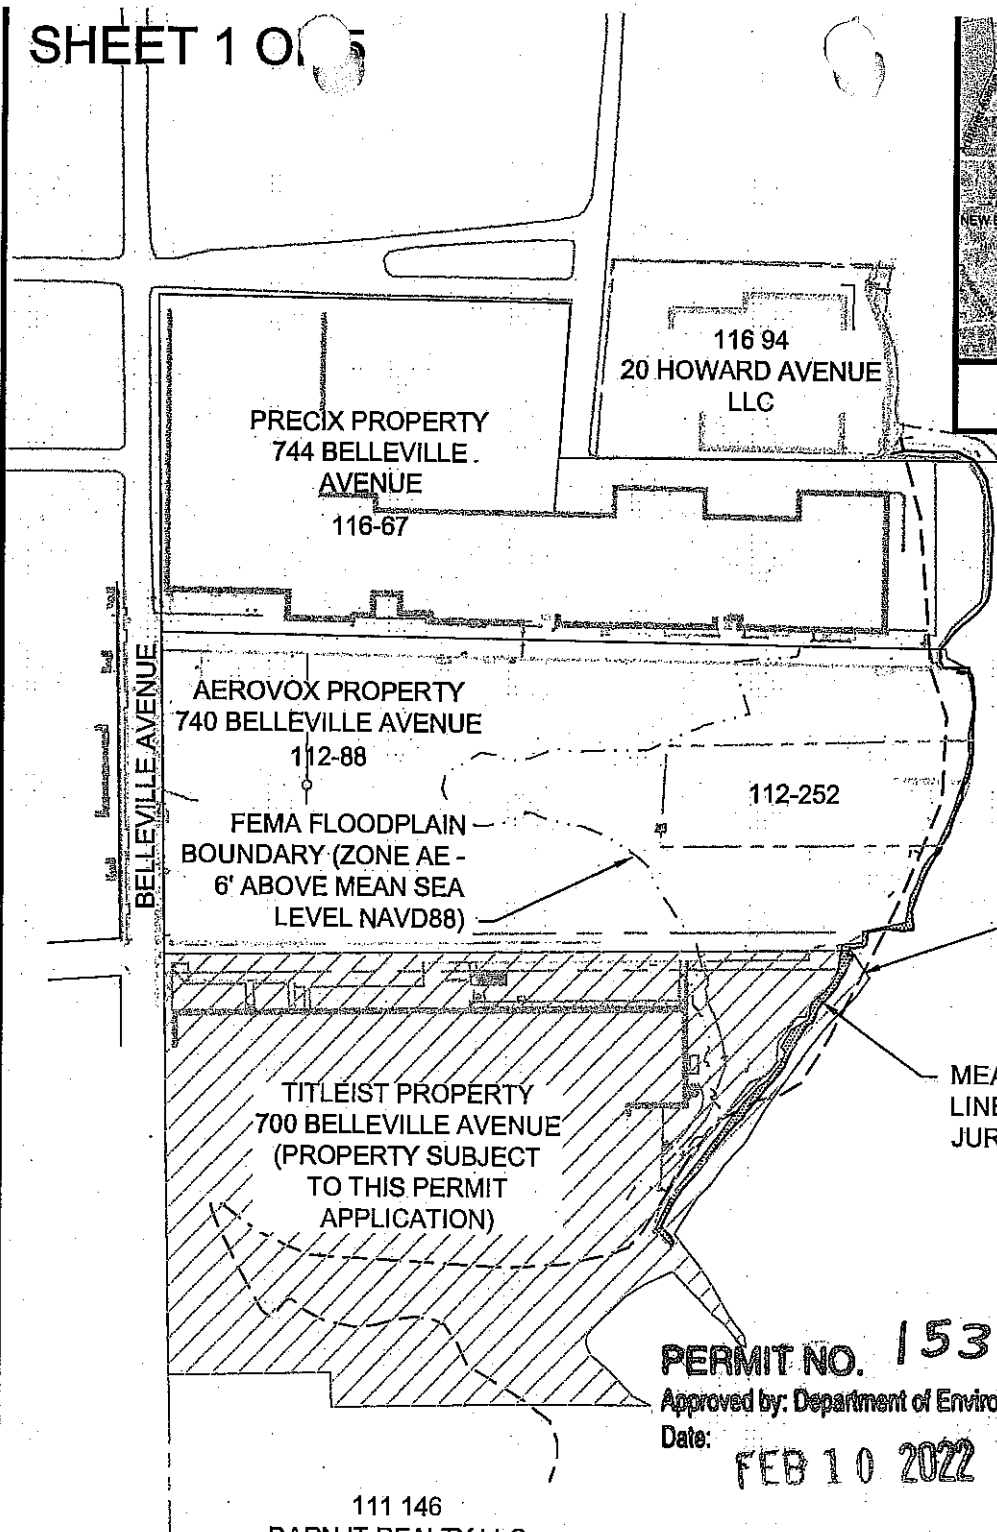 SHEET 1 OF 5
116 94
20 HOWARD AVENUE
LLC
PRECIX PROPERTY
744 BELLEVILLE
AVENUE
116-67
BELLEVILLE AVENUE
AEROVOX PROPERTY
740 BELLEVILLE AVENUE
112-88
112-252
FEMA FLOODPLAIN
BOUNDARY (ZONE AE -
6' ABOVE MEAN SEA
LEVEL NAVD88)
MEA
LINE
JUR
TITLEIST PROPERTY
700 BELLEVILLE AVENUE
(PROPERTY SUBJECT
TO THIS PERMIT
APPLICATION)
PERMIT NO. 153
Approved by: Department of Enviro
Date:
FEB 10 2022
111 146